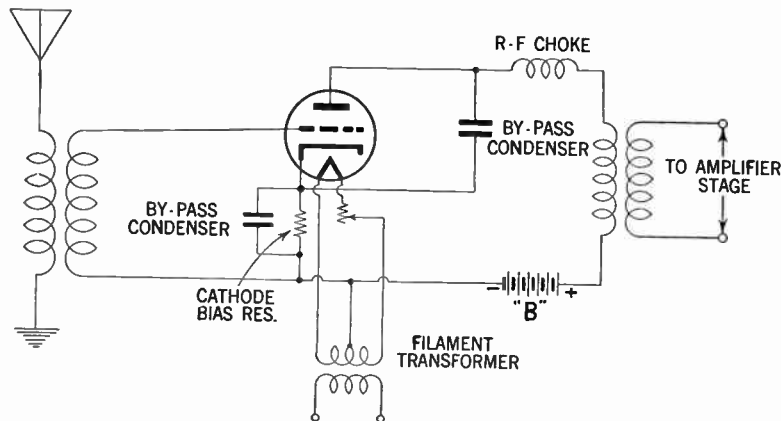 R-F CHOKE
BY-PASS
CONDENSER
TO AMPLIFIER
STAGE
BY-PASS
CONDENSER
CATHODE
BIAS RES.
- "B" +
FILAMENT
TRANSFORMER